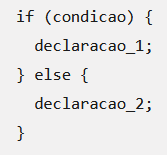 if (condicao) {
  declaracao_1;
} else {
  declaracao_2;
}